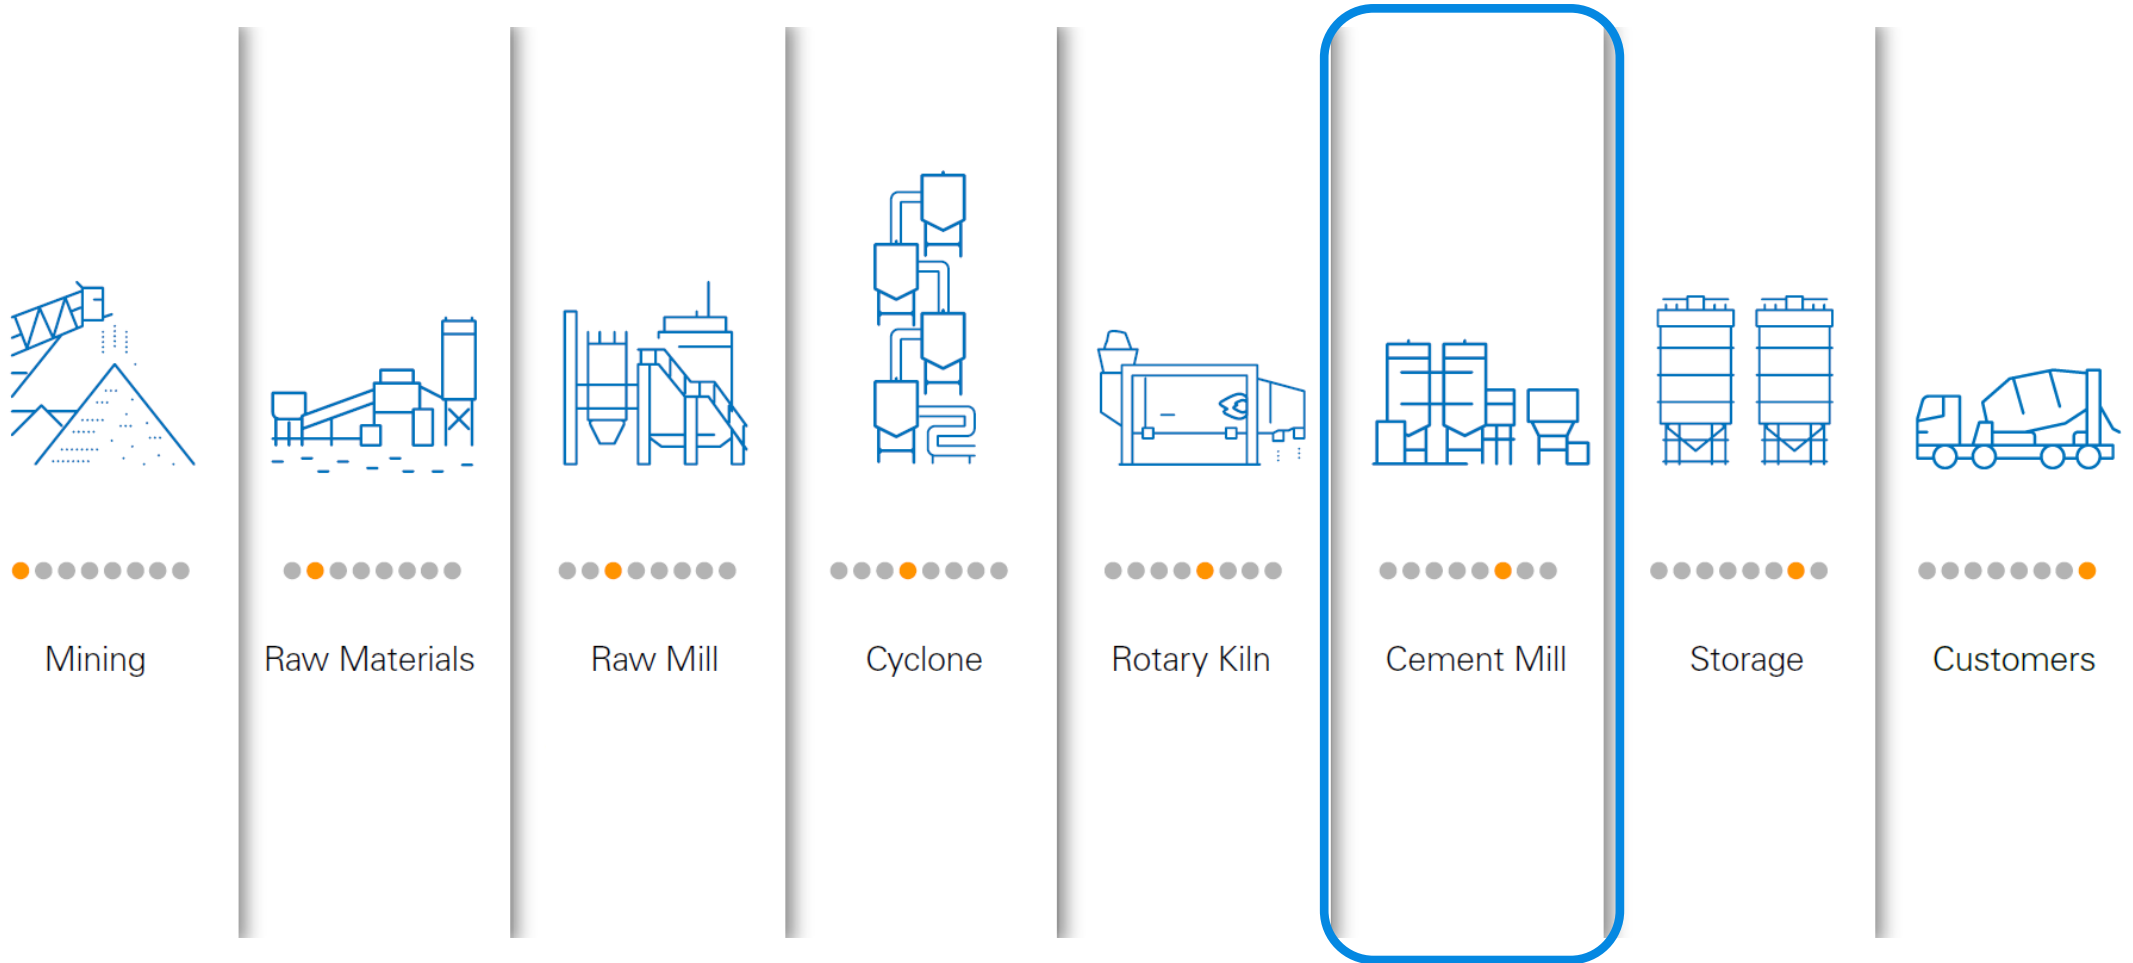 Mining
Raw Materials
Raw Mill
Cyclone
Rotary Kiln
Cement Mill
Storage
Customers